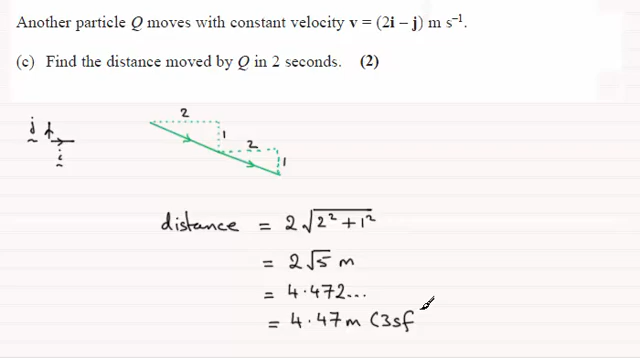 Another particle Q moves with constant velocity v = (2i – j) m s⁻¹.
(c) Find the distance moved by Q in 2 seconds. (2)
j
i
2
1
2
1
distance = 2√(2² + 1²)
= 2√5 m
= 4.472...
= 4.47 m (3sf